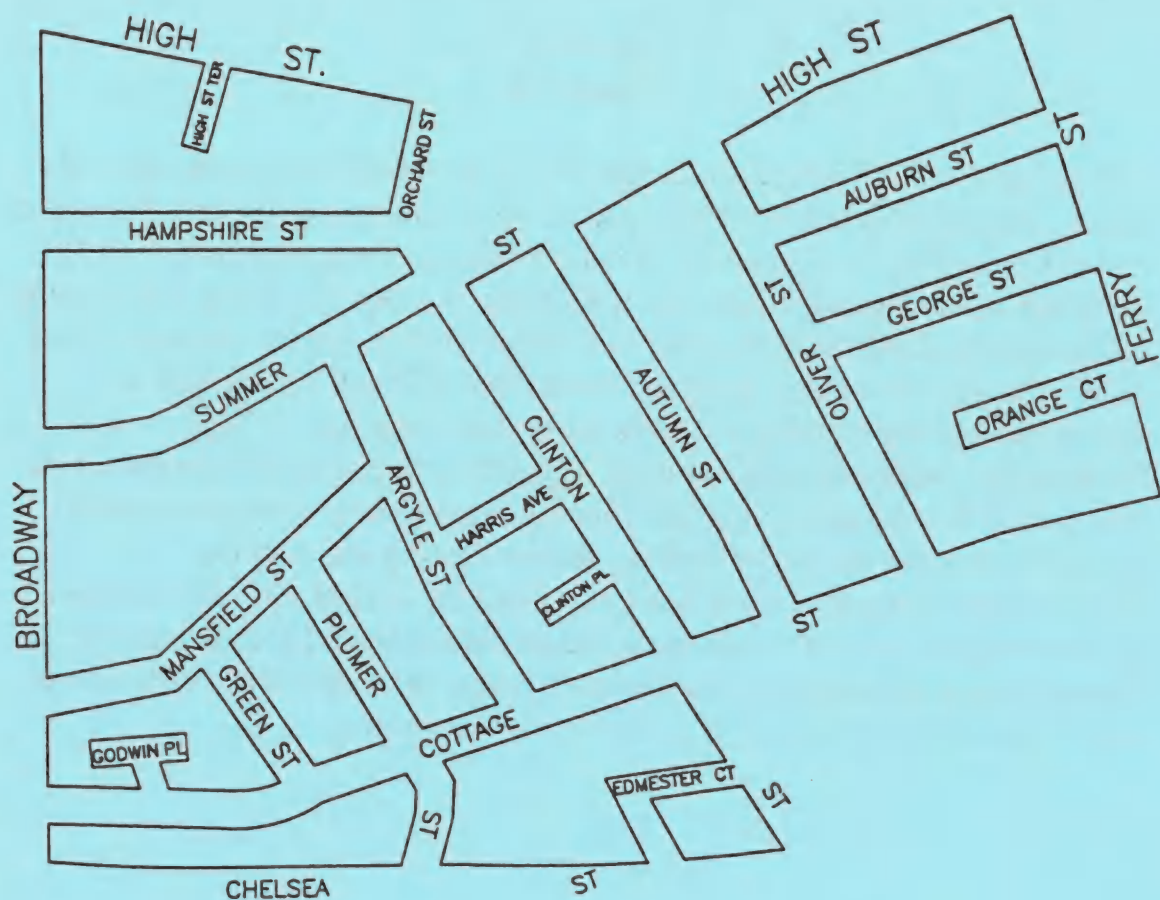 HIGH ST.
HIGH ST TER
ORCHARD ST
HAMPSHIRE ST
HIGH ST
AUBURN ST
GEORGE ST
ORANGE CT
FERRY ST
OLIVER ST
AUTUMN ST
CLINTON
SUMMER ST
ARGYLE ST
HARRIS AVE
CLINTON PL
BROADWAY
MANSFIELD ST
GREEN ST
PLUMER
ST
GODWIN PL
COTTAGE ST
EDMESTER CT
ST
CHELSEA ST